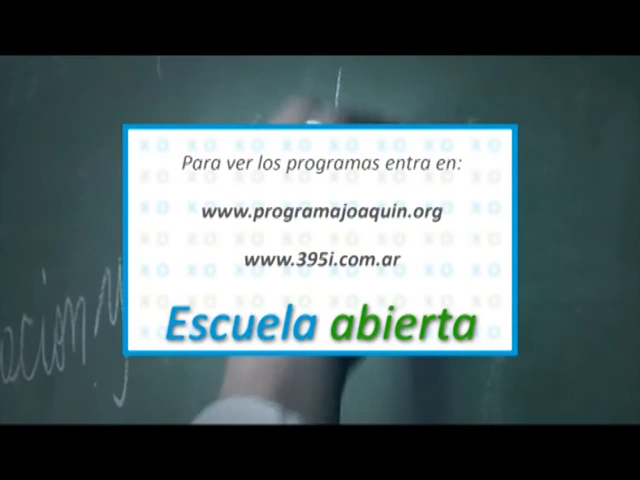 Para ver los programas entra en:
www.programajoaquin.org
www.395i.com.ar
Escuela abierta